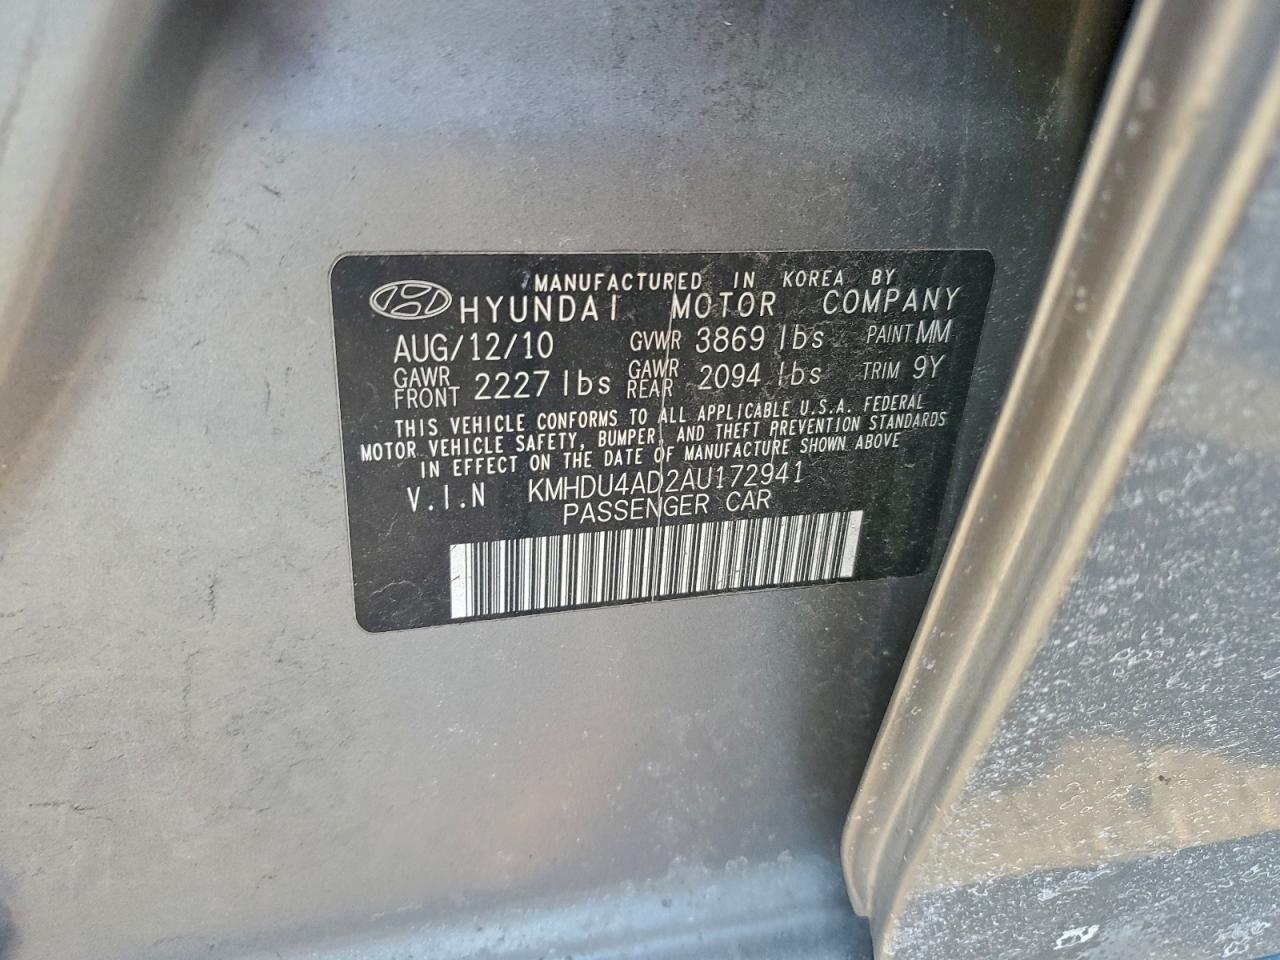 MANUFACTURED IN KOREA BY
HYUNDAI MOTOR COMPANY
AUG/12/10 GVWR 3869 lbs PAINT MM
GAWR FRONT 2227 lbs GAWR REAR 2094 lbs TRIM 9Y
THIS VEHICLE CONFORMS TO ALL APPLICABLE U.S.A. FEDERAL
MOTOR VEHICLE SAFETY, BUMPER, AND THEFT PREVENTION STANDARDS
IN EFFECT ON THE DATE OF MANUFACTURE SHOWN ABOVE
V.I.N KMHDU4AD2AU172941
PASSENGER CAR